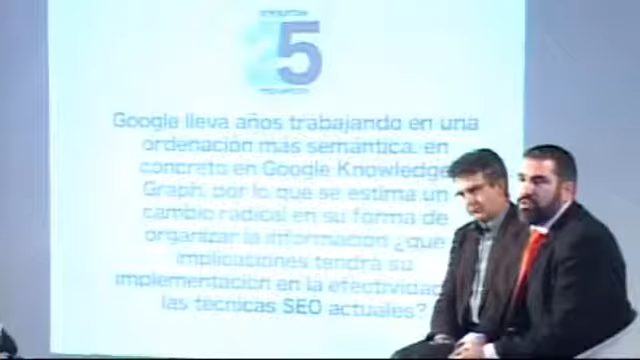 25
Google lleva años trabajando en una
ordenación más semántica, en
concreto en Google Knowledge
Graph, por lo que se estima un
cambio radical en su forma de
organizar la información ¿que
implicaciones tendrá su
implementación en la efectividad
las técnicas SEO actuales?